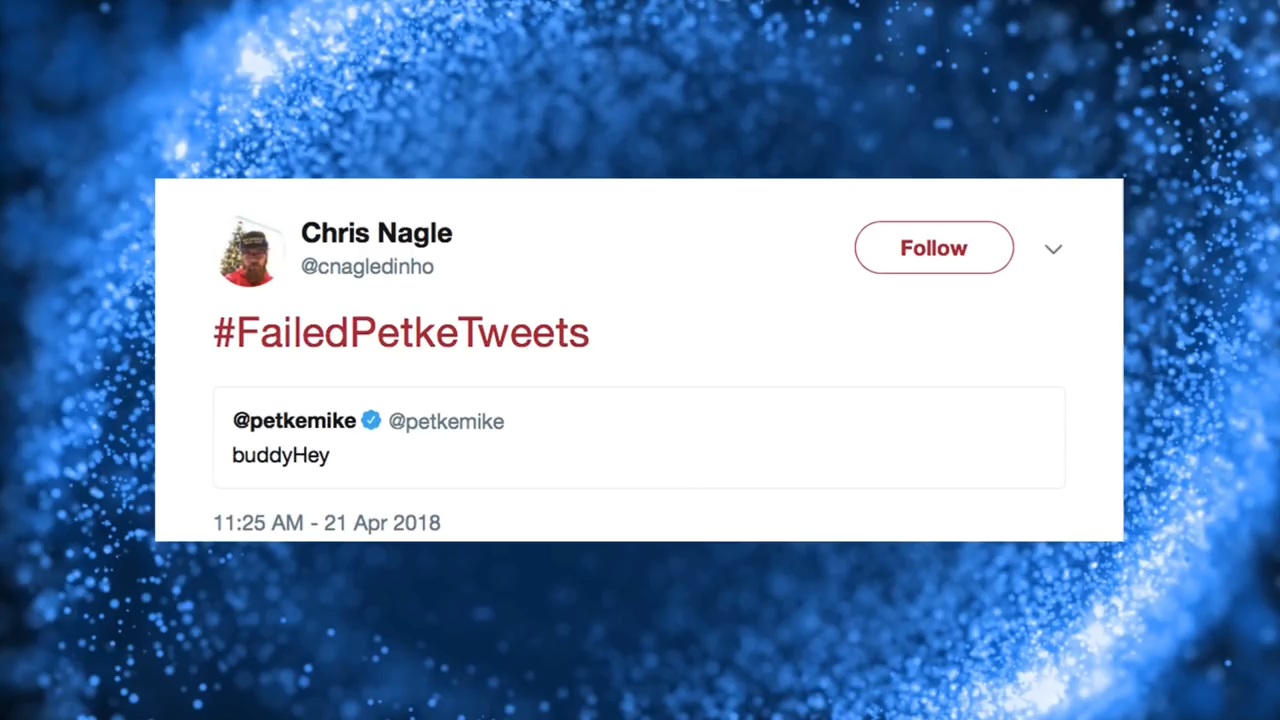 Chris Nagle
@cnagledinho
Follow
#FailedPetkeTweets
@petkemike @petkemike
buddyHey
11:25 AM - 21 Apr 2018